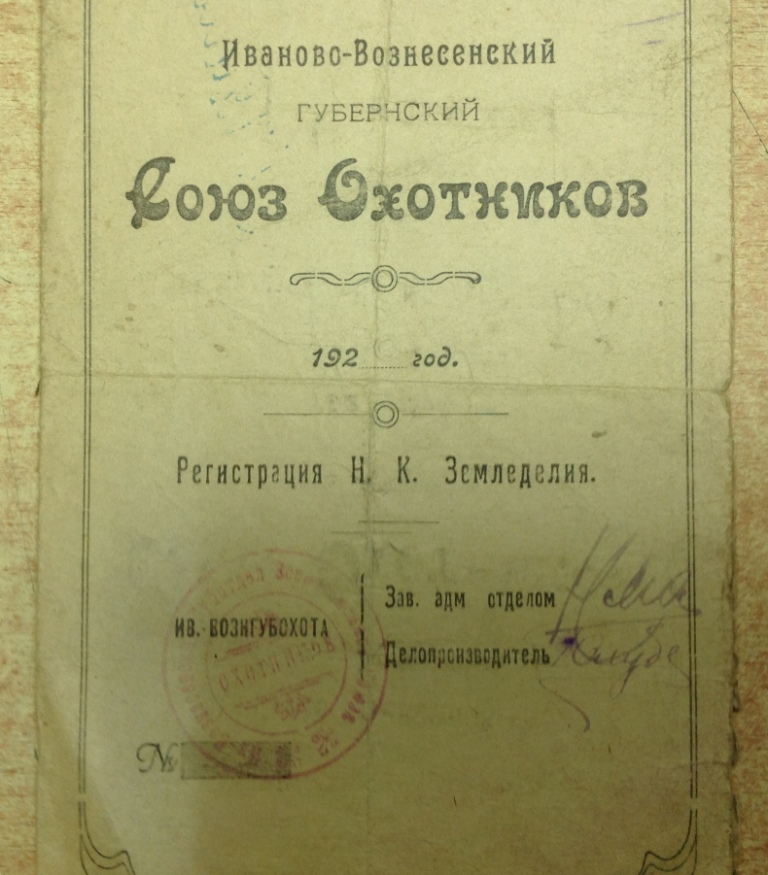 Иваново-Вознесенский
ГУБЕРНСКИЙ
Союз Охотников
192 год.
Регистрация Н. К. Земледелия.
ИВ.-ВОЗНГУБОХОТА
Зав. адм отделом
Делопроизводитель
№